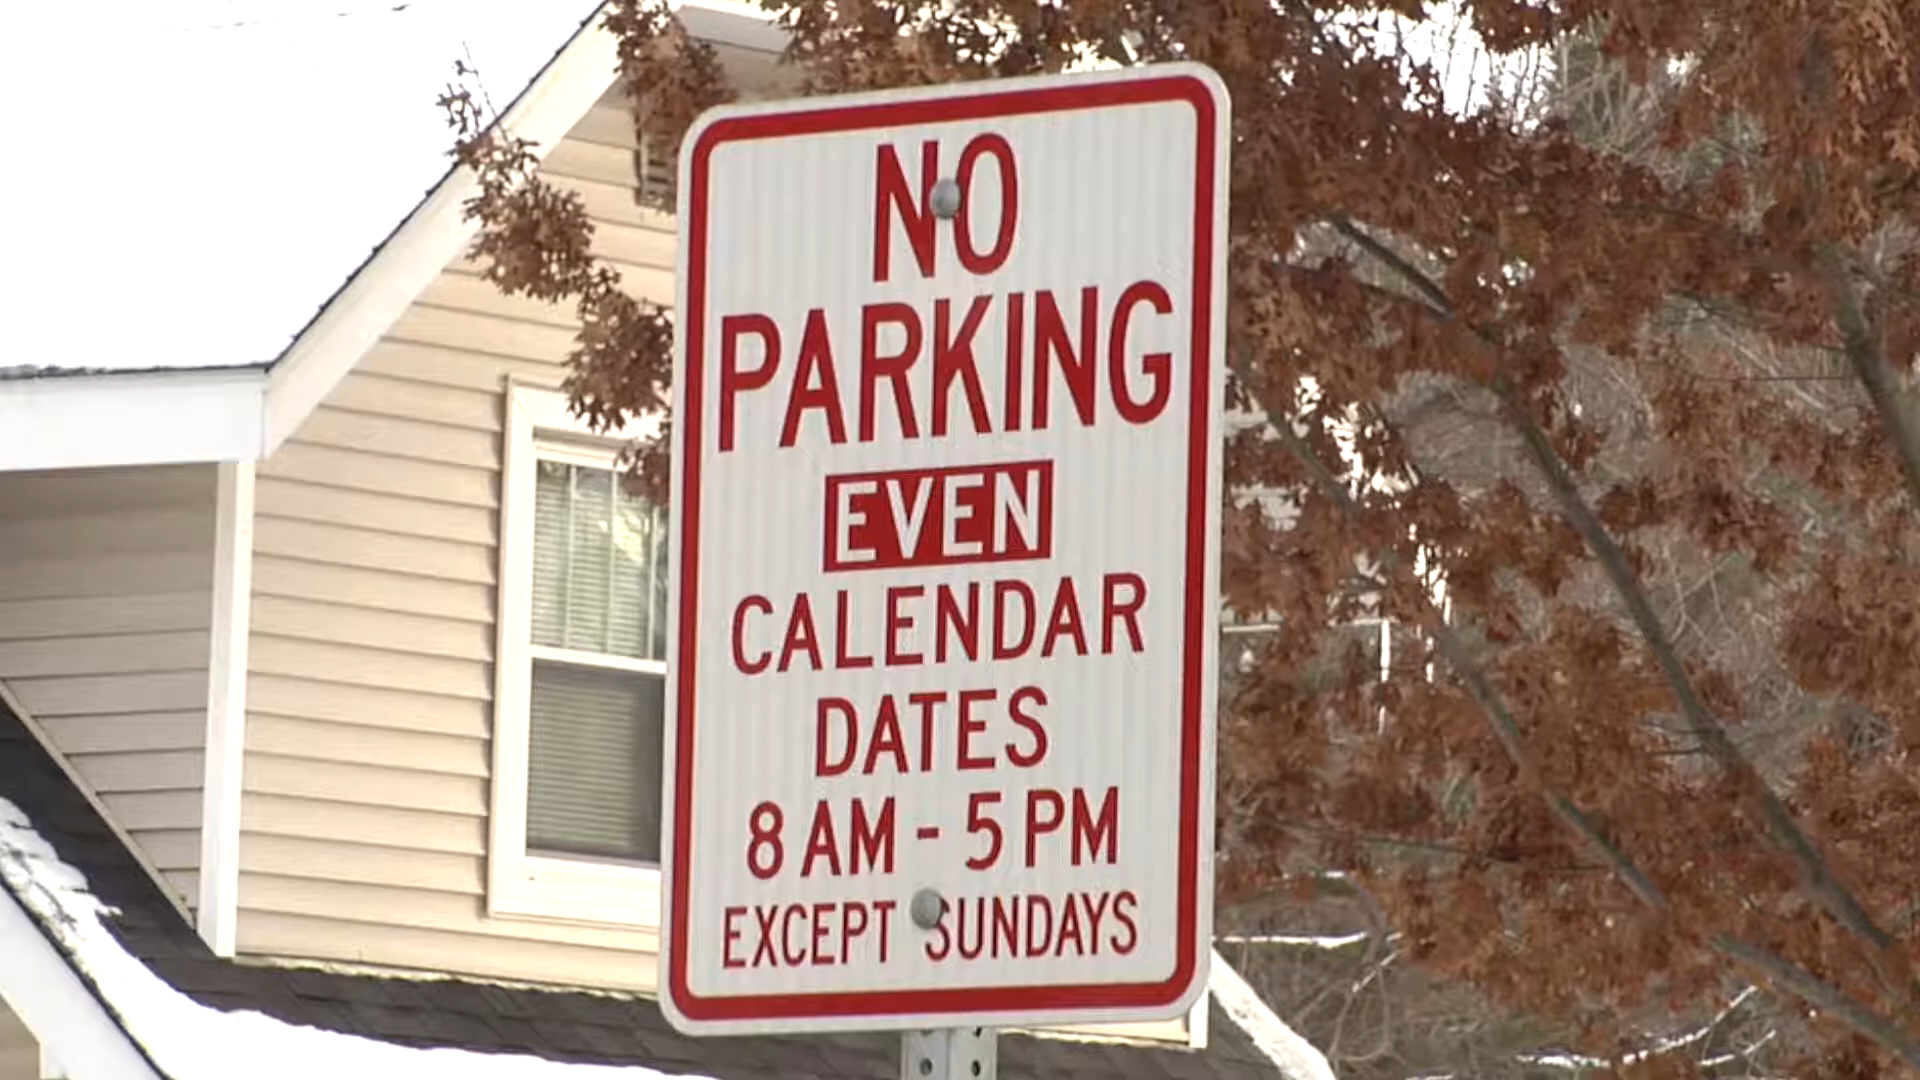 NO
PARKING
EVEN
CALENDAR
DATES
8 AM - 5 PM
EXCEPT SUNDAYS